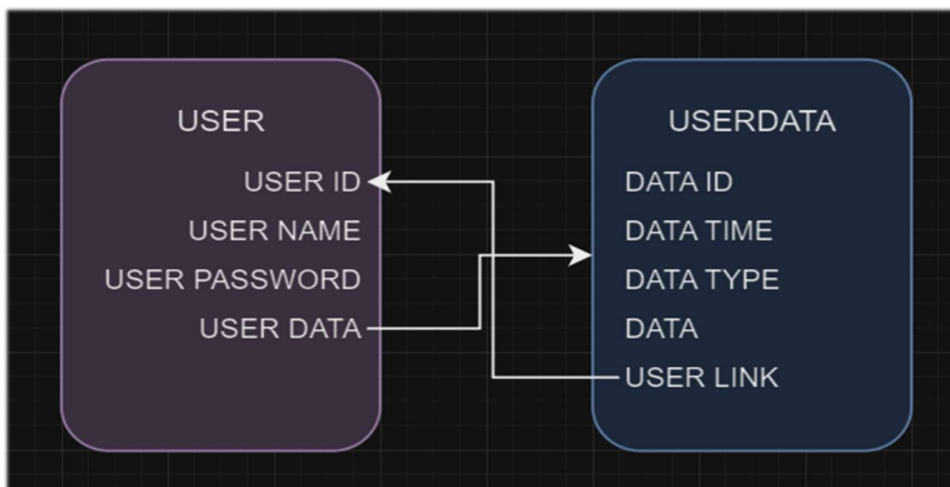 USER
USER ID
USER NAME
USER PASSWORD
USER DATA
USERDATA
DATA ID
DATA TIME
DATA TYPE
DATA
USER LINK